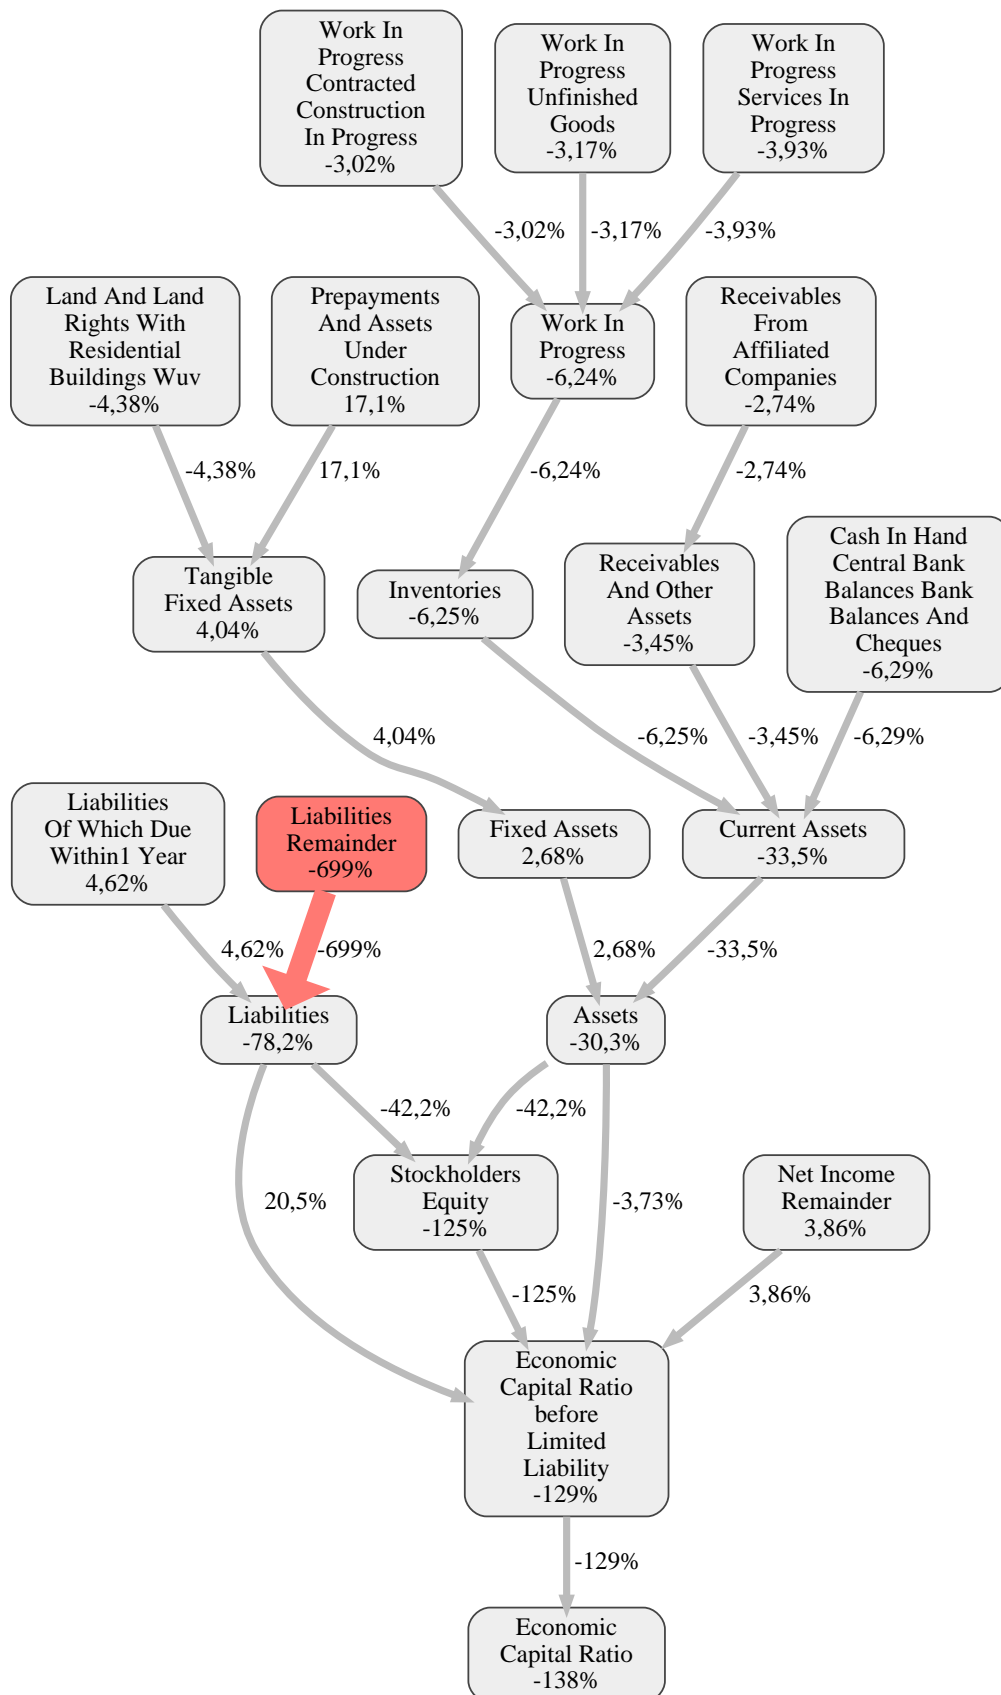 Work In
Progress
Contracted
Construction
In Progress
-3,02%
Work In
Progress
Unfinished
Goods
-3,17%
Work In
Progress
Services In
Progress
-3,93%
-3,02%
-3,17%
-3,93%
Land And Land
Rights With
Residential
Buildings Wuv
-4,38%
Prepayments
And Assets
Under
Construction
17,1%
Work In
Progress
-6,24%
Receivables
From
Affiliated
Companies
-2,74%
-4,38%
17,1%
-6,24%
-2,74%
Tangible
Fixed Assets
4,04%
Inventories
-6,25%
Receivables
And Other
Assets
-3,45%
Cash In Hand
Central Bank
Balances Bank
Balances And
Cheques
-6,29%
4,04%
-6,25%
-3,45%
-6,29%
Liabilities
Of Which Due
Within1 Year
4,62%
Liabilities
Remainder
-699%
Fixed Assets
2,68%
Current Assets
-33,5%
4,62%
-699%
2,68%
-33,5%
Liabilities
-78,2%
Assets
-30,3%
-42,2%
-42,2%
Stockholders
Equity
-125%
Net Income
Remainder
3,86%
20,5%
-3,73%
-125%
3,86%
Economic
Capital Ratio
before
Limited
Liability
-129%
-129%
Economic
Capital Ratio
-138%